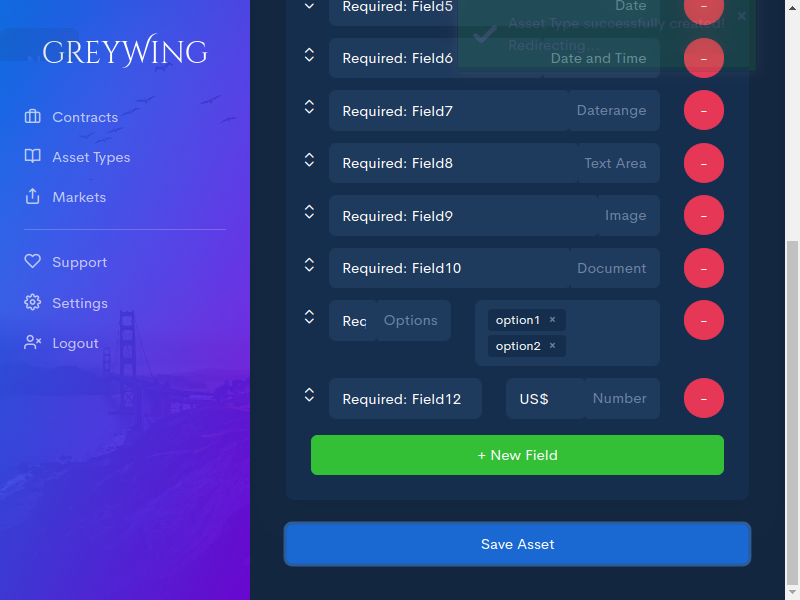 GREYWING
Contracts
Asset Types
Markets
Support
Settings
Logout
Required: Field5 Date -
Asset Type successfully created! ×
Redirecting...
Required: Field6 Date and Time -
Required: Field7 Daterange -
Required: Field8 Text Area -
Required: Field9 Image -
Required: Field10 Document -
Options option1 × -
option2 ×
Required: Field12 US$ Number -
+ New Field
Save Asset